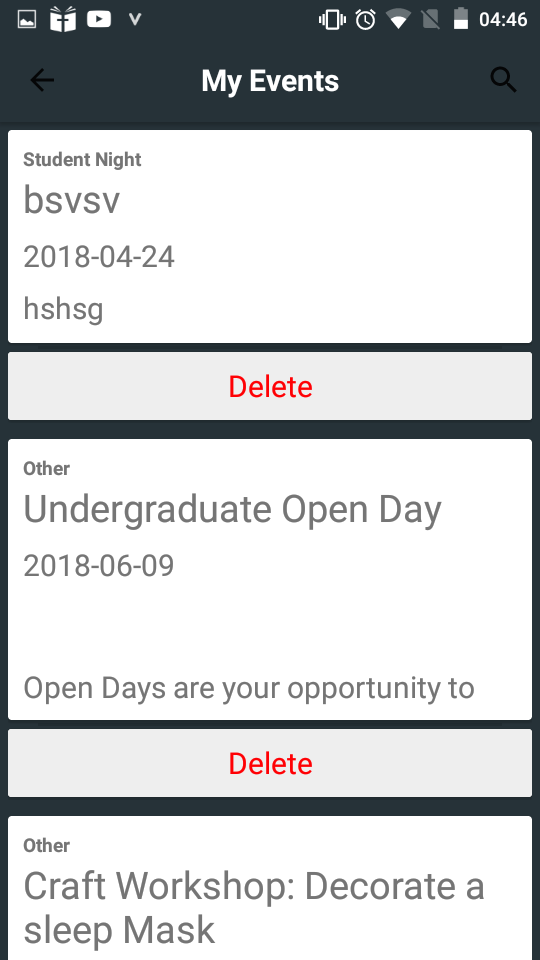 04:46
My Events
Student Night
bsvsv
2018-04-24
hshsg
Delete
Other
Undergraduate Open Day
2018-06-09
Open Days are your opportunity to
Delete
Other
Craft Workshop: Decorate a
sleep Mask